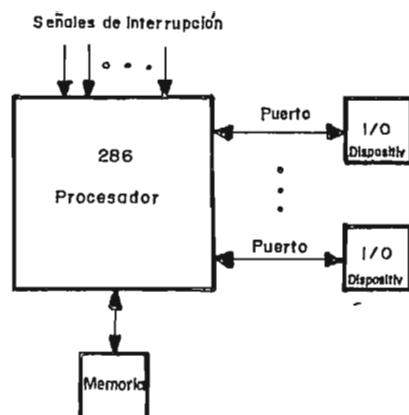 Señales de Interrupción
286
Procesador
Puerto
I/O
Dispositiv
Puerto
I/O
Dispositiv
Memoria